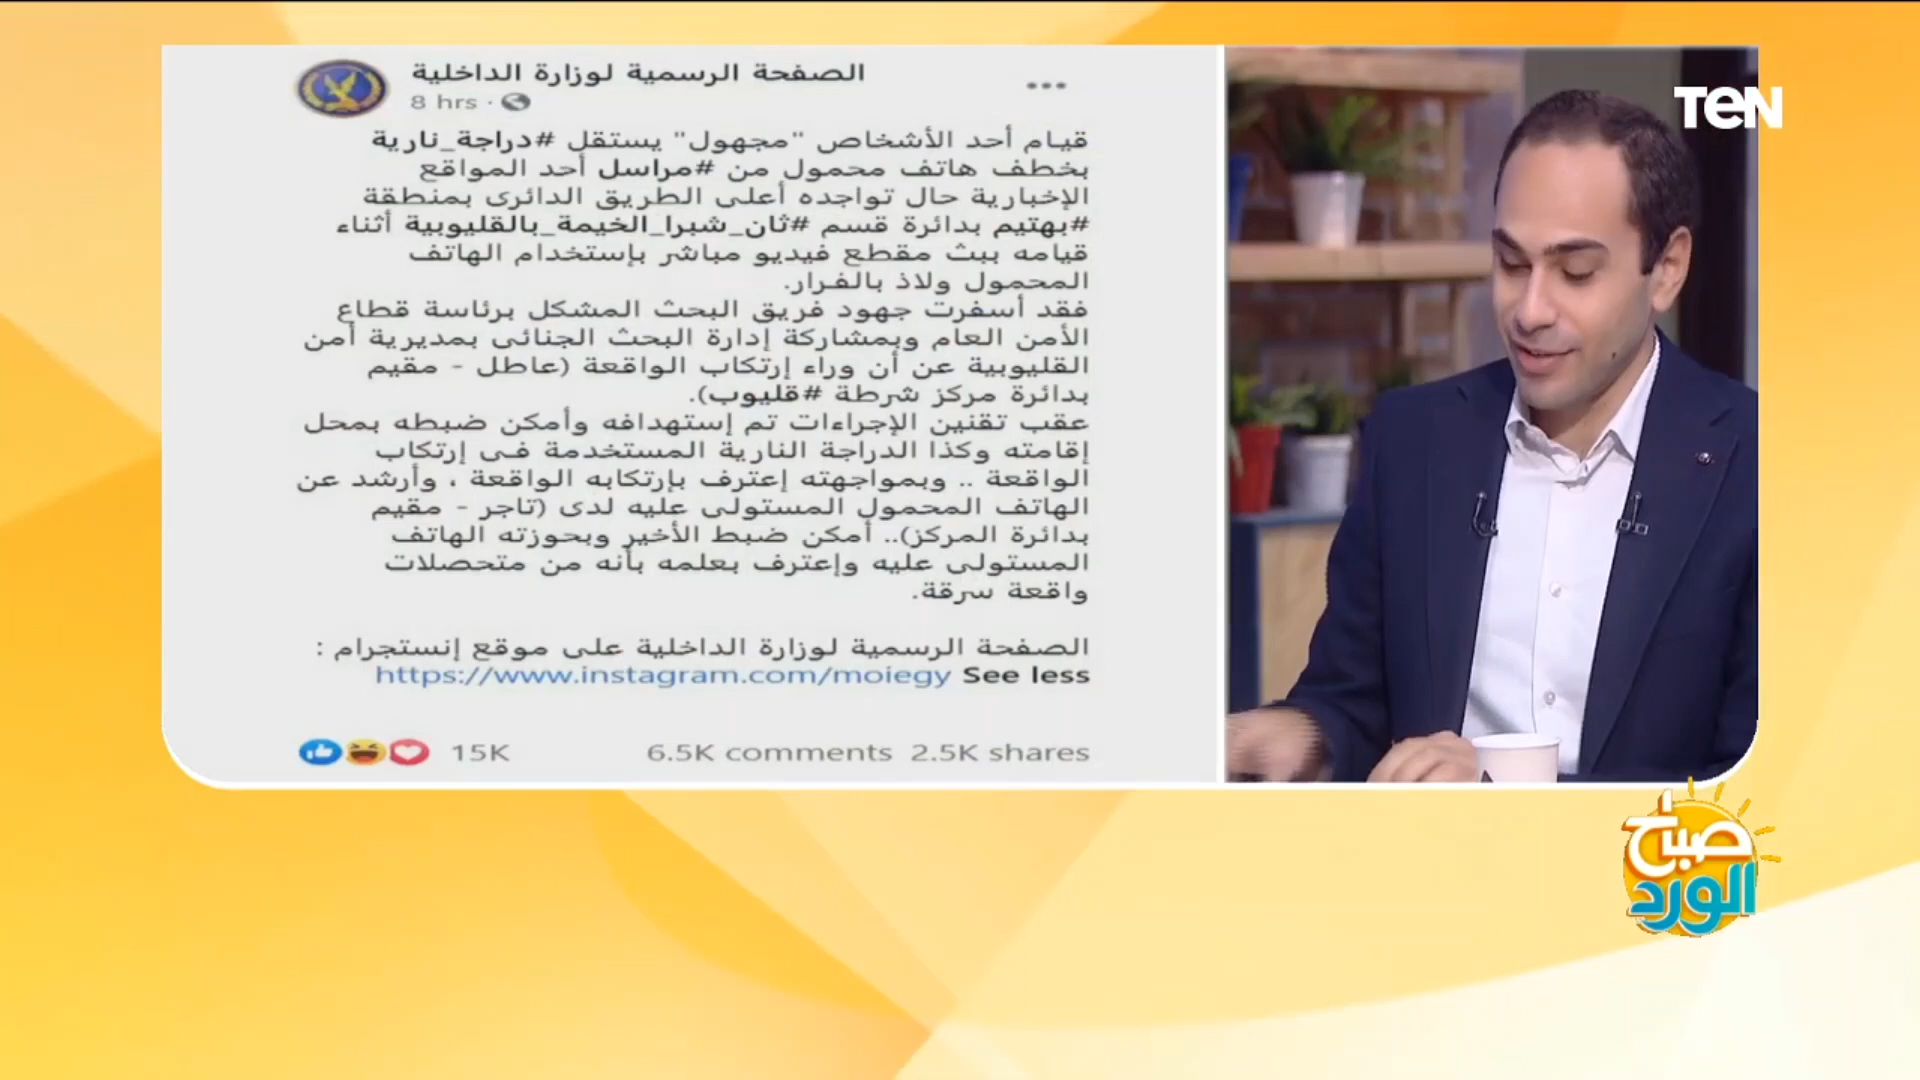 الصفحة الرسمية لوزارة الداخلية
8 hrs ·
قيام أحد الأشخاص "مجهول" يستقل #دراجة_نارية
بخطف هاتف محمول من #مراسل أحد المواقع
الإخبارية حال تواجده أعلى الطريق الدائرى بمنطقة
#بهتيم بدائرة قسم #ثان_شبرا_الخيمة_بالقليوبية أثناء
قيامه ببث مقطع فيديو مباشر بإستخدام الهاتف
المحمول ولاذ بالفرار.
فقد أسفرت جهود فريق البحث المشكل برئاسة قطاع
الأمن العام وبمشاركة إدارة البحث الجنائى بمديرية أمن
القليوبية عن أن وراء إرتكاب الواقعة (عاطل - مقيم
بدائرة مركز شرطة #قليوب).
عقب تقنين الإجراءات تم إستهدافه وأمكن ضبطه بمحل
إقامته وكذا الدراجة النارية المستخدمة فى إرتكاب
الواقعة .. وبمواجهته إعترف بإرتكابه الواقعة ، وأرشد عن
الهاتف المحمول المستولى عليه لدى (تاجر - مقيم
بدائرة المركز).. أمكن ضبط الأخير وبحوزته الهاتف
المستولى عليه وإعترف بعلمه بأنه من متحصلات
واقعة سرقة.
الصفحة الرسمية لوزارة الداخلية على موقع إنستجرام :
https://www.instagram.com/moiegy See less
15K 6.5K comments 2.5K shares
TeN
صباح
الورد